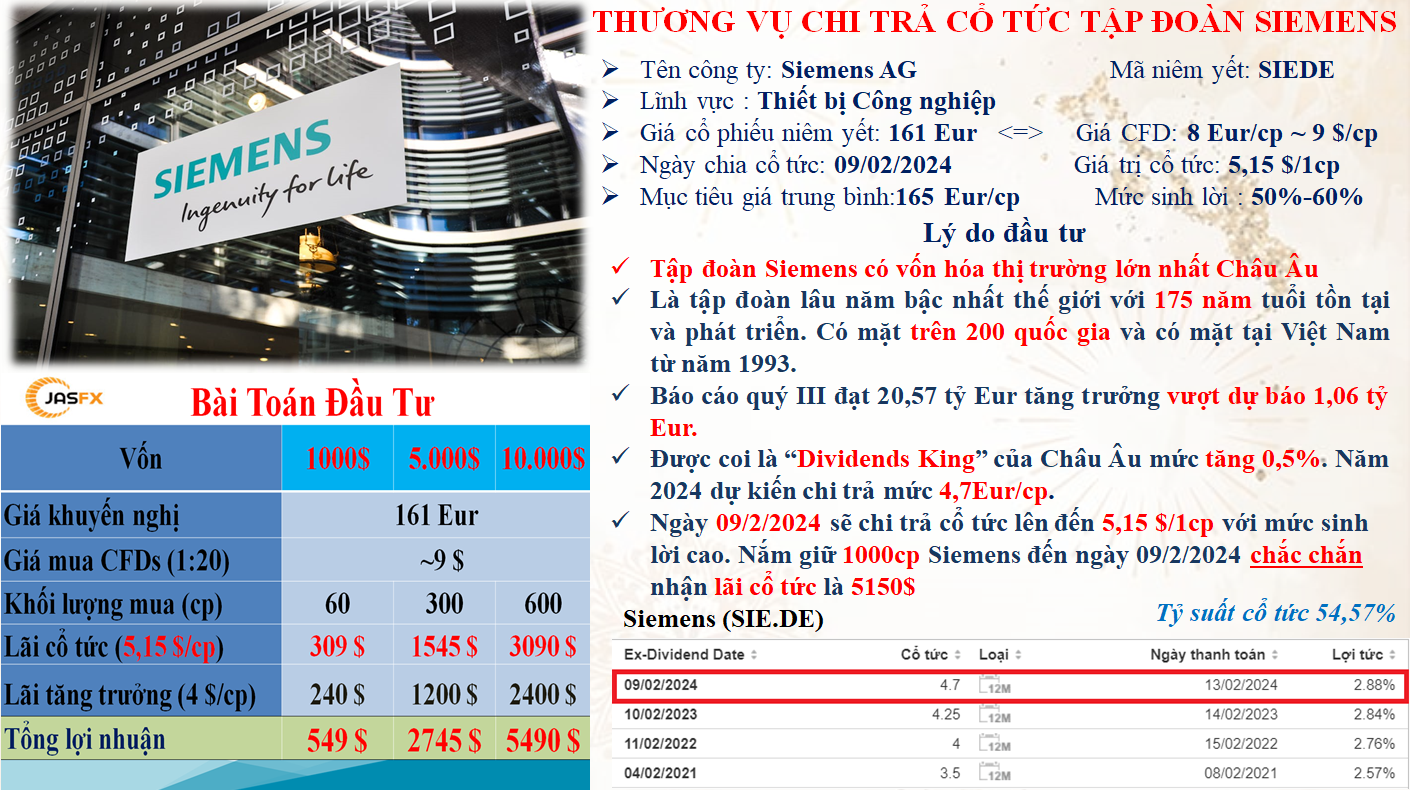 THƯƠNG VỤ CHI TRẢ CỔ TỨC TẬP ĐOÀN SIEMENS
SIEMENS
Ingenuity for life
Tên công ty: Siemens AG Mã niêm yết: SIEDE
Lĩnh vực : Thiết bị Công nghiệp
Giá cổ phiếu niêm yết: 161 Eur <=> Giá CFD: 8 Eur/cp ~ 9 $/cp
Ngày chia cổ tức: 09/02/2024 Giá trị cổ tức: 5,15 $/1cp
Mục tiêu giá trung bình:165 Eur/cp Mức sinh lời : 50%-60%
Lý do đầu tư
Tập đoàn Siemens có vốn hóa thị trường lớn nhất Châu Âu
Là tập đoàn lâu năm bậc nhất thế giới với 175 năm tuổi tồn tại
và phát triển. Có mặt trên 200 quốc gia và có mặt tại Việt Nam
từ năm 1993.
Báo cáo quý III đạt 20,57 tỷ Eur tăng trưởng vượt dự báo 1,06 tỷ
Eur.
Được coi là “Dividends King” của Châu Âu mức tăng 0,5%. Năm
2024 dự kiến chi trả mức 4,7Eur/cp.
Ngày 09/2/2024 sẽ chi trả cổ tức lên đến 5,15 $/1cp với mức sinh
lời cao. Nắm giữ 1000cp Siemens đến ngày 09/2/2024 chắc chắn
nhận lãi cổ tức là 5150$
JASFX
Bài Toán Đầu Tư
Vốn 1000$ 5.000$ 10.000$
Giá khuyến nghị 161 Eur
Giá mua CFDs (1:20) ~9 $
Khối lượng mua (cp) 60 300 600
Lãi cổ tức (5,15 $/cp) 309 $ 1545 $ 3090 $
Lãi tăng trưởng (4 $/cp) 240 $ 1200 $ 2400 $
Tổng lợi nhuận 549 $ 2745 $ 5490 $
Siemens (SIE.DE) Tỷ suất cổ tức 54,57%
Ex-Dividend Date Cổ tức Loại Ngày thanh toán Lợi tức
09/02/2024 4.7 12M 13/02/2024 2.88%
10/02/2023 4.25 12M 14/02/2023 2.84%
11/02/2022 4 12M 15/02/2022 2.76%
04/02/2021 3.5 12M 08/02/2021 2.57%